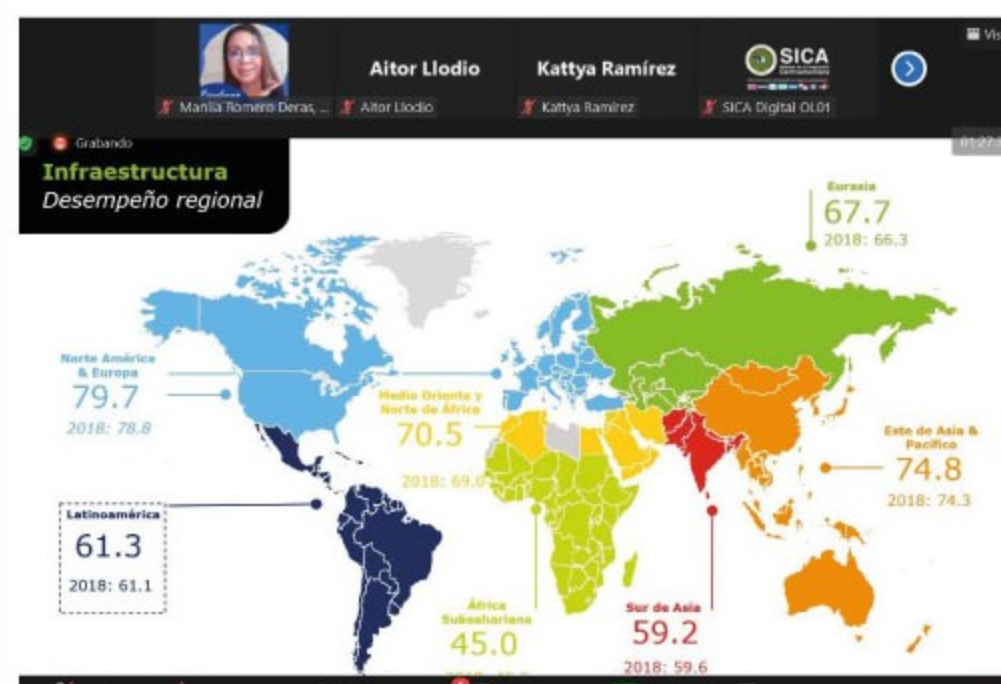 Vis
Aitor Llodio
Kattya Ramírez
SICA
Marilia Romero Deras, ...
Aitor Llodio
Kattya Ramírez
SICA Digital OL01
Grabando
Infraestructura
Desempeño regional
Eurasia
67.7
2018: 66.3
Norte América
& Europa
79.7
2018: 78.8
Medio Oriente y
Norte de África
70.5
2018: 69.0
Este de Asia &
Pacífico
74.8
2018: 74.3
Latinoamérica
61.3
2018: 61.1
África
Subsahariana
45.0
Sur de Asia
59.2
2018: 59.6